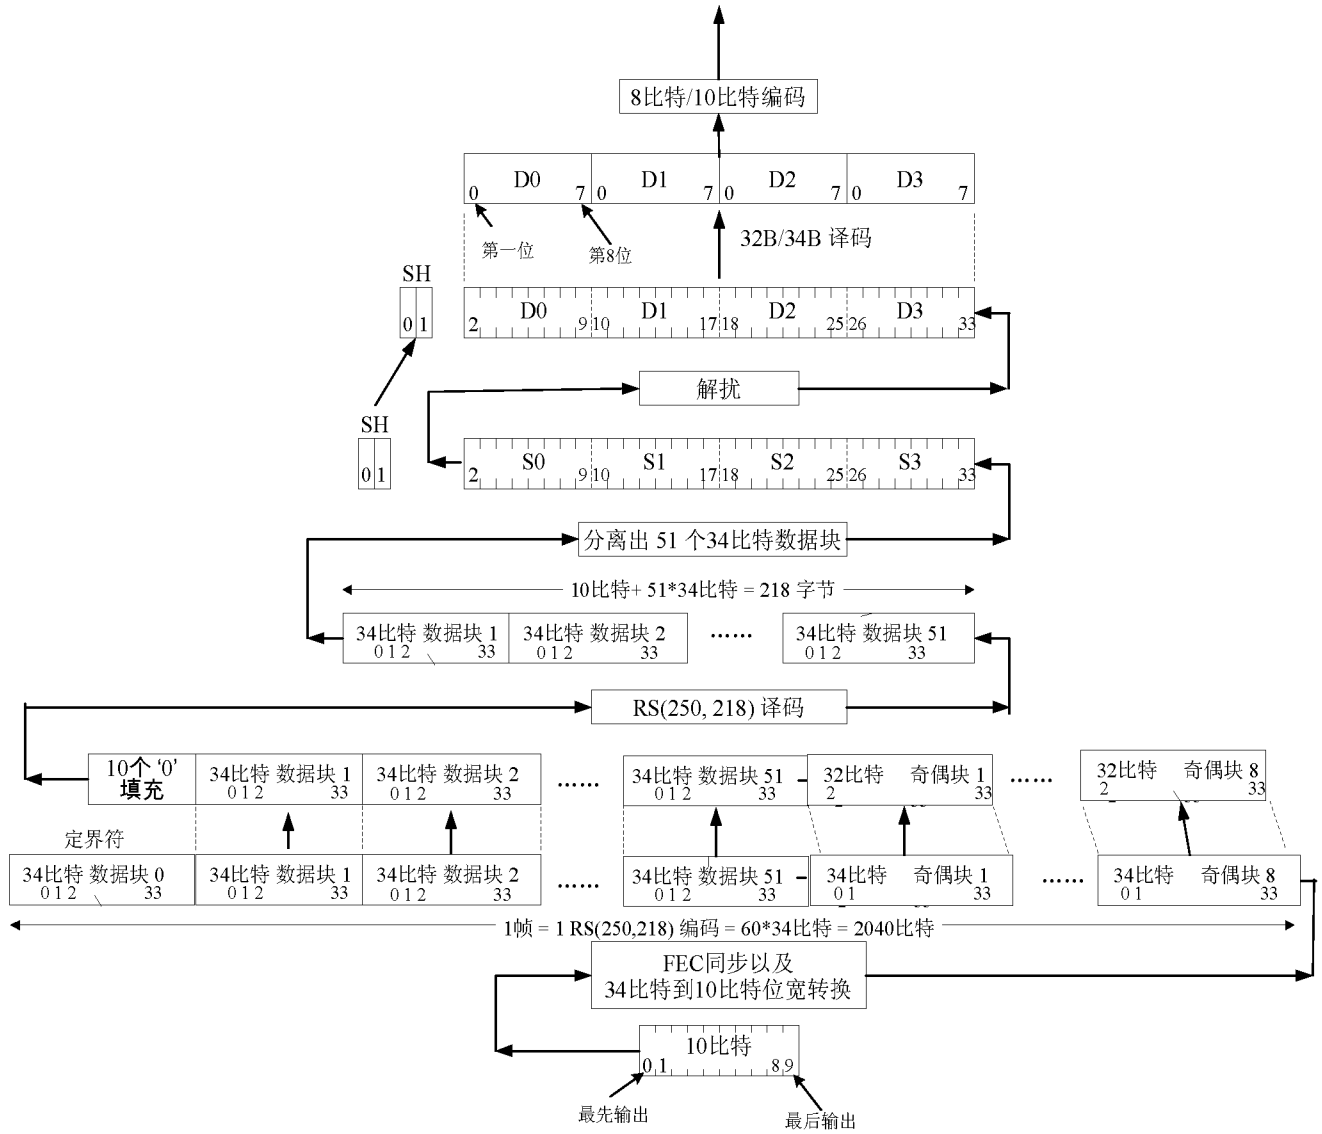 8比特/10比特编码
D0 D1 D2 D3
0 7 0 7 0 7 0 7
第一位 第8位 32B/34B 译码
SH
D0 D1 D2 D3
0 1 2 9 10 17 18 25 26 33
解扰
SH
S0 S1 S2 S3
0 1 2 9 10 17 18 25 26 33
分离出 51 个34比特数据块
10比特+ 51*34比特 = 218 字节
34比特 数据块 1 34比特 数据块 2 …… 34比特 数据块 51
0 1 2 33 0 1 2 33 0 1 2 33
RS(250, 218) 译码
10个 ‘0’
填充
34比特 数据块 1 34比特 数据块 2 …… 34比特 数据块 51 32比特 奇偶块 1 …… 32比特 奇偶块 8
0 1 2 33 0 1 2 33 0 1 2 33 2 33 2 33
定界符
34比特 数据块 0 34比特 数据块 1 34比特 数据块 2 …… 34比特 数据块 51 34比特 奇偶块 1 …… 34比特 奇偶块 8
0 1 2 33 0 1 2 33 0 1 2 33 0 1 2 33 0 1 33 0 1 33
1帧 = 1 RS(250,218) 编码 = 60*34比特 = 2040比特
FEC同步以及
34比特到10比特位宽转换
10比特
0 1 8 9
最先输出 最后输出